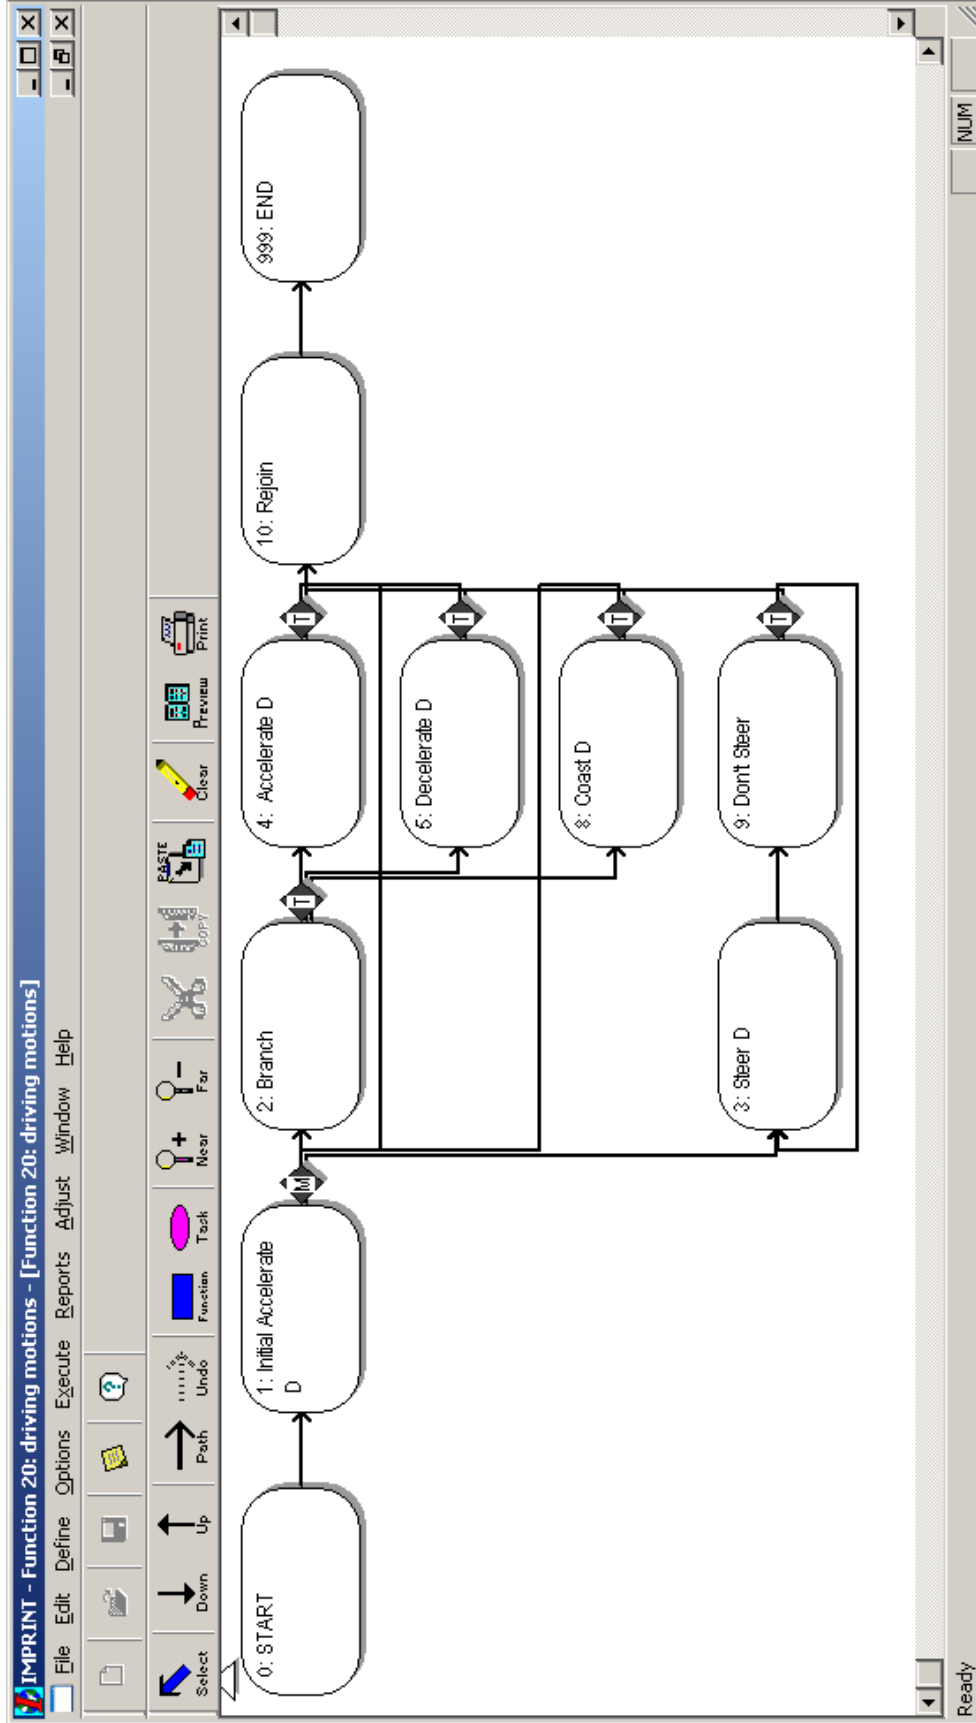 IMPRINT - Function 20: driving motions - [Function 20: driving motions]
File Edit Define Options Execute Reports Adjust Window Help
Select Down Up Path Undo Function Task Near Far COPY PASTE Clear Preview Print
0: START
1: Initial Accelerate
D
M
2: Branch
T
4: Accelerate D
T
10: Rejoin
999: END
5: Decelerate D
T
8: Coast D
T
3: Steer D
9: Don't Steer
T
Ready
NUM